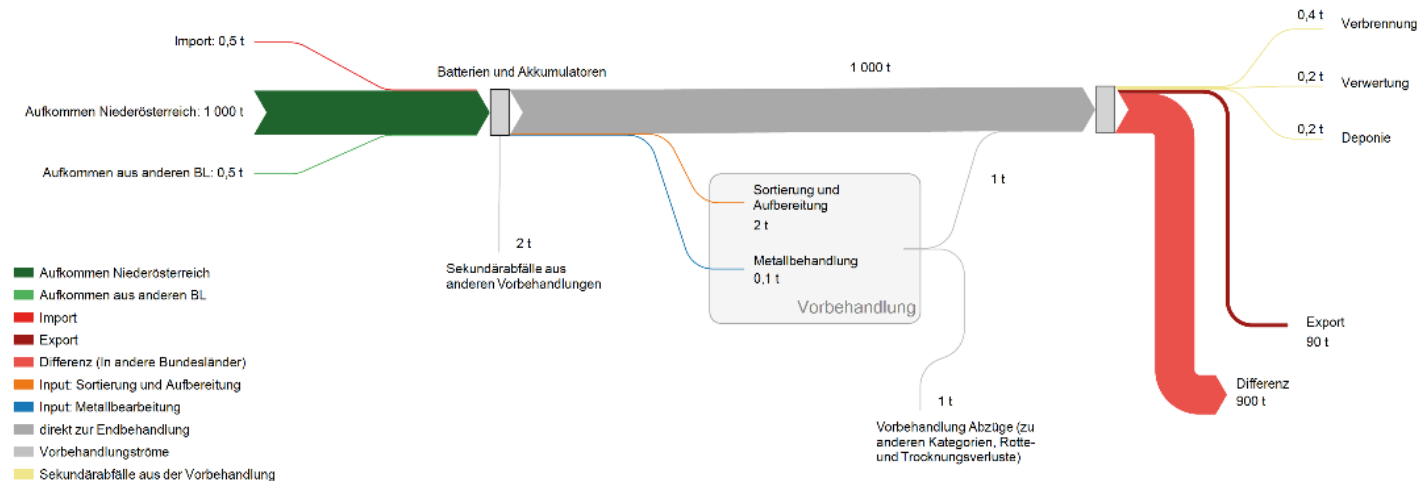 0,4 t
Verbrennung
Import: 0,5 t
Batterien und Akkumulatoren
1 000 t
0,2 t
Verwertung
Aufkommen Niederösterreich: 1 000 t
0,2 t
Deponie
Aufkommen aus anderen BL: 0,5 t
1 t
Sortierung und
Aufbereitung
2 t
2 t
Sekundärabfälle aus
anderen Vorbehandlungen
Metallbehandlung
0,1 t
Vorbehandlung
Export
90 t
Differenz
900 t
1 t
Vorbehandlung Abzüge (zu
anderen Kategorien, Rotte-
und Trocknungsverluste)
Aufkommen Niederösterreich
Aufkommen aus anderen BL
Import
Export
Differenz (In andere Bundesländer)
Input: Sortierung und Aufbereitung
Input: Metallbearbeitung
direkt zur Endbehandlung
Vorbehandlungströme
Sekundärabfälle aus der Vorbehandlung